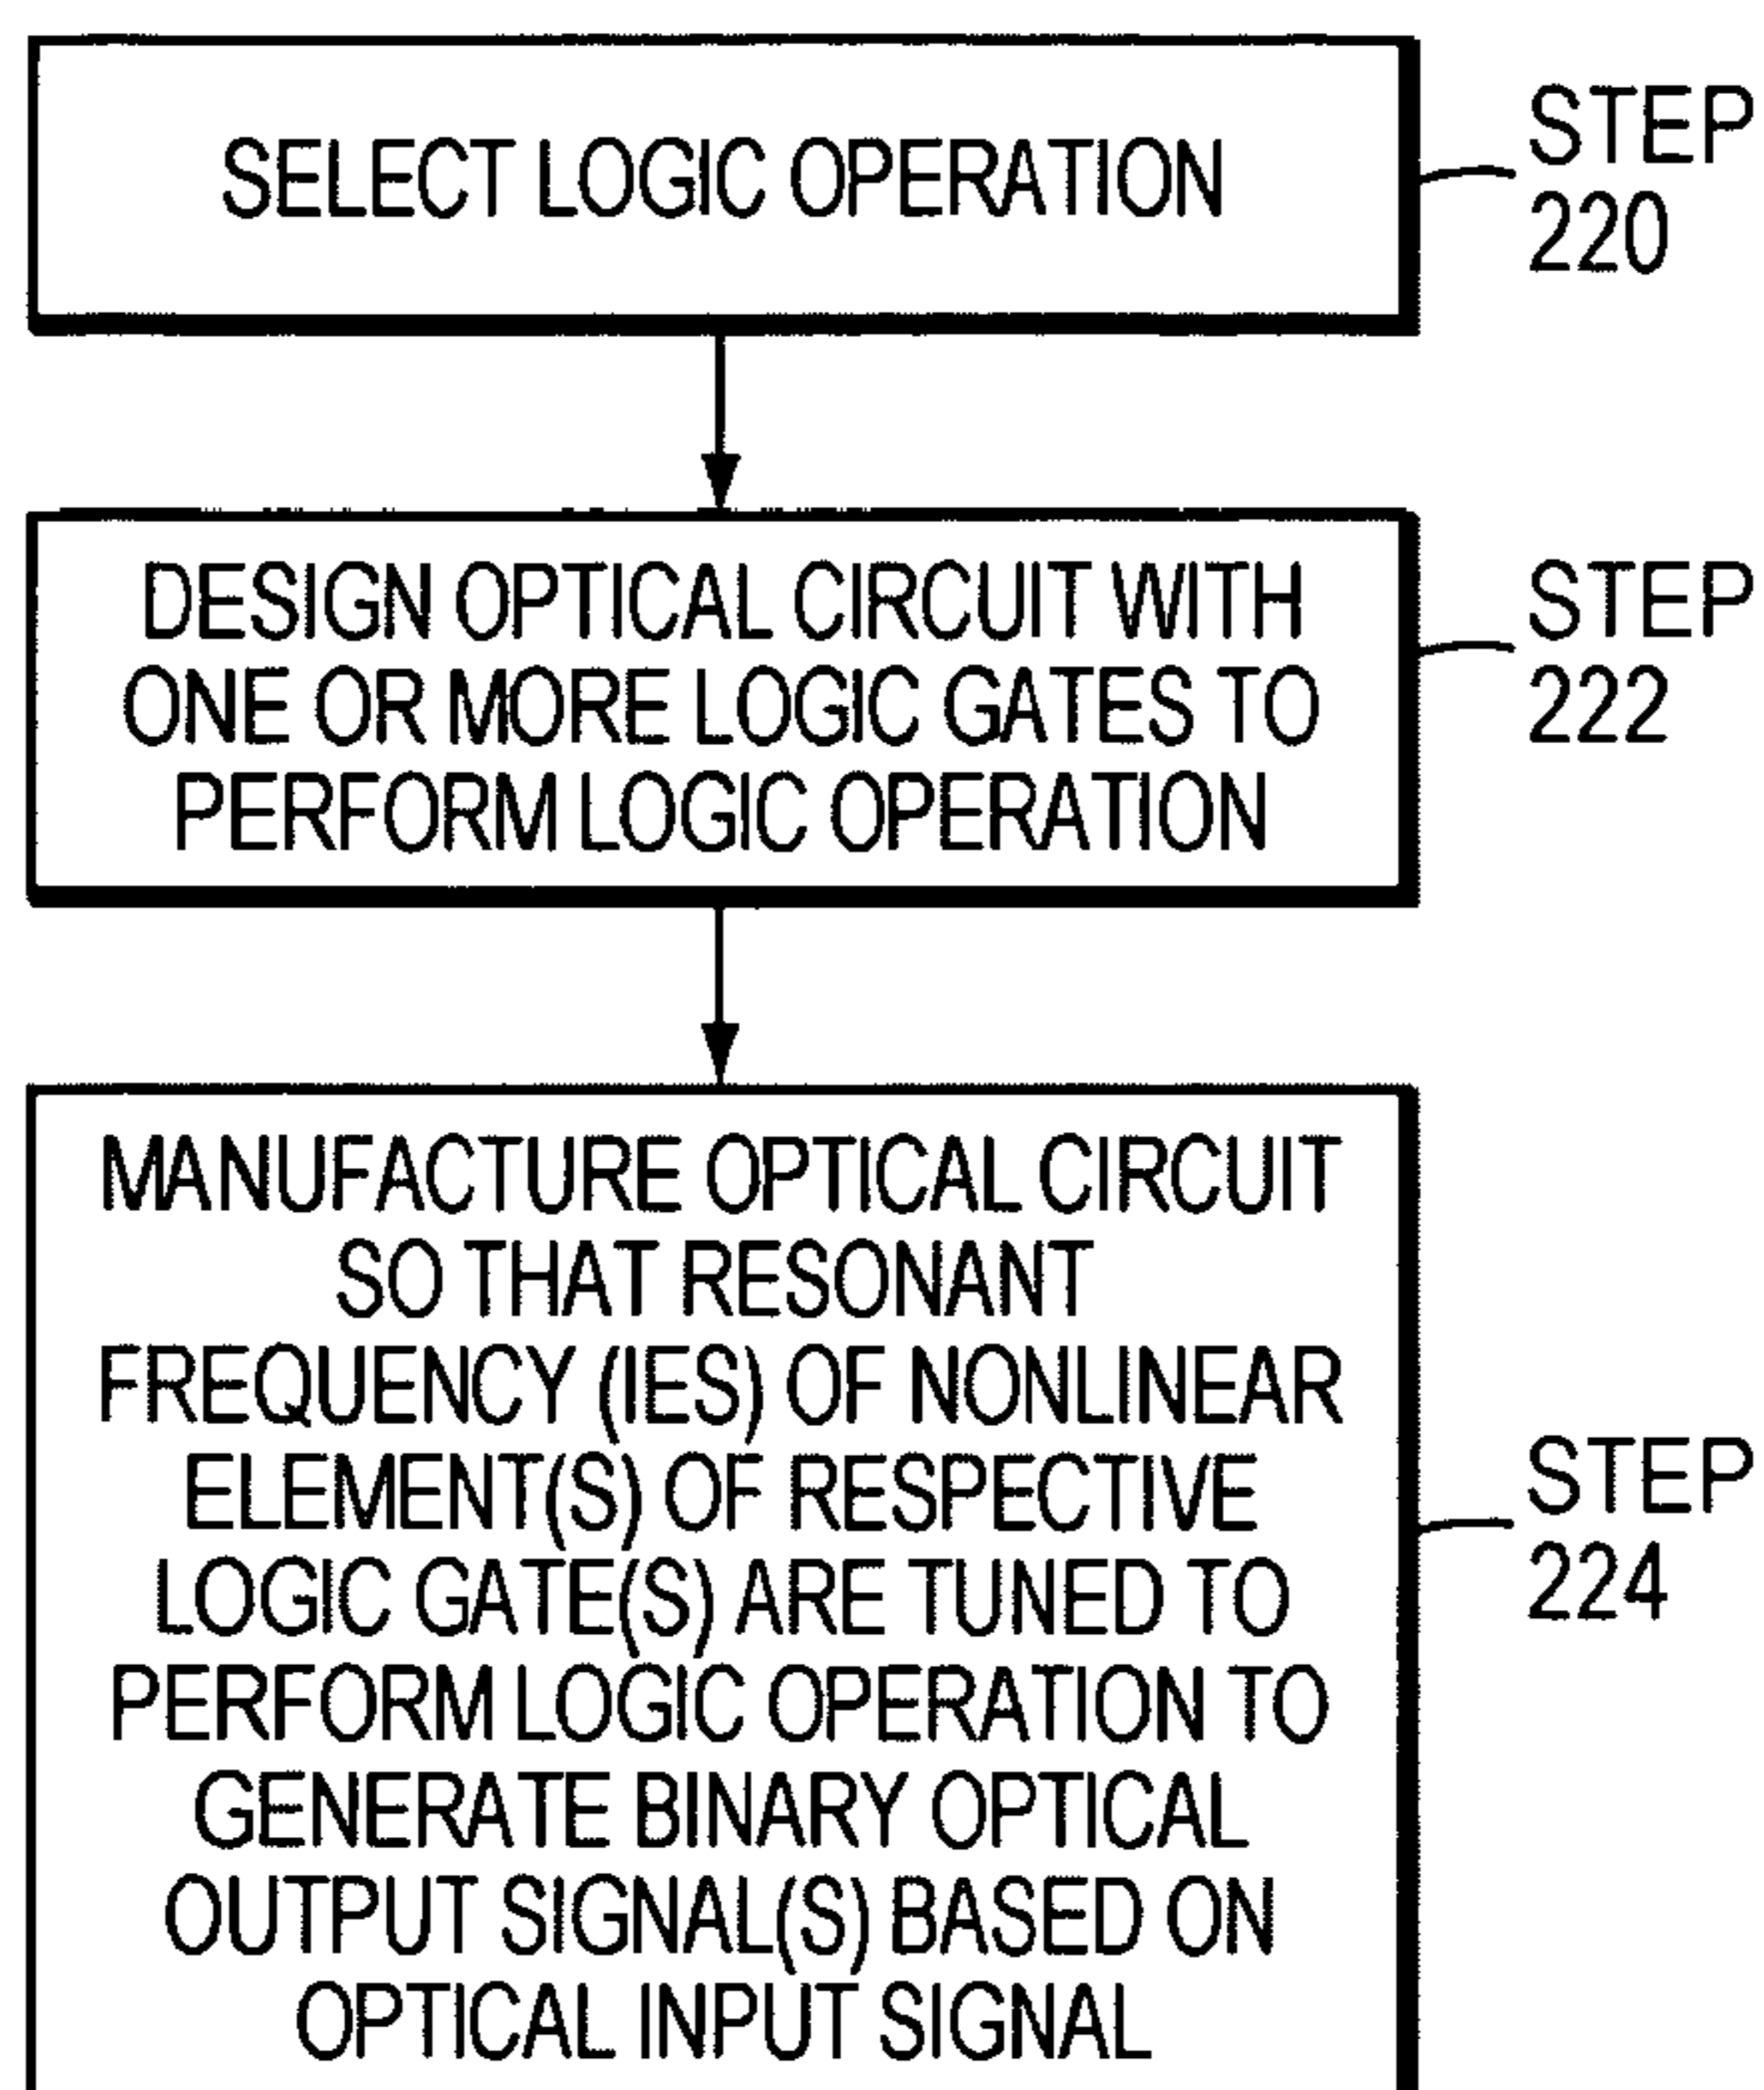 SELECT LOGIC OPERATION
STEP
220
DESIGN OPTICAL CIRCUIT WITH
ONE OR MORE LOGIC GATES TO
PERFORM LOGIC OPERATION
STEP
222
MANUFACTURE OPTICAL CIRCUIT
SO THAT RESONANT
FREQUENCY (IES) OF NONLINEAR
ELEMENT(S) OF RESPECTIVE
LOGIC GATE(S) ARE TUNED TO
PERFORM LOGIC OPERATION TO
GENERATE BINARY OPTICAL
OUTPUT SIGNAL(S) BASED ON
OPTICAL INPUT SIGNAL
STEP
224